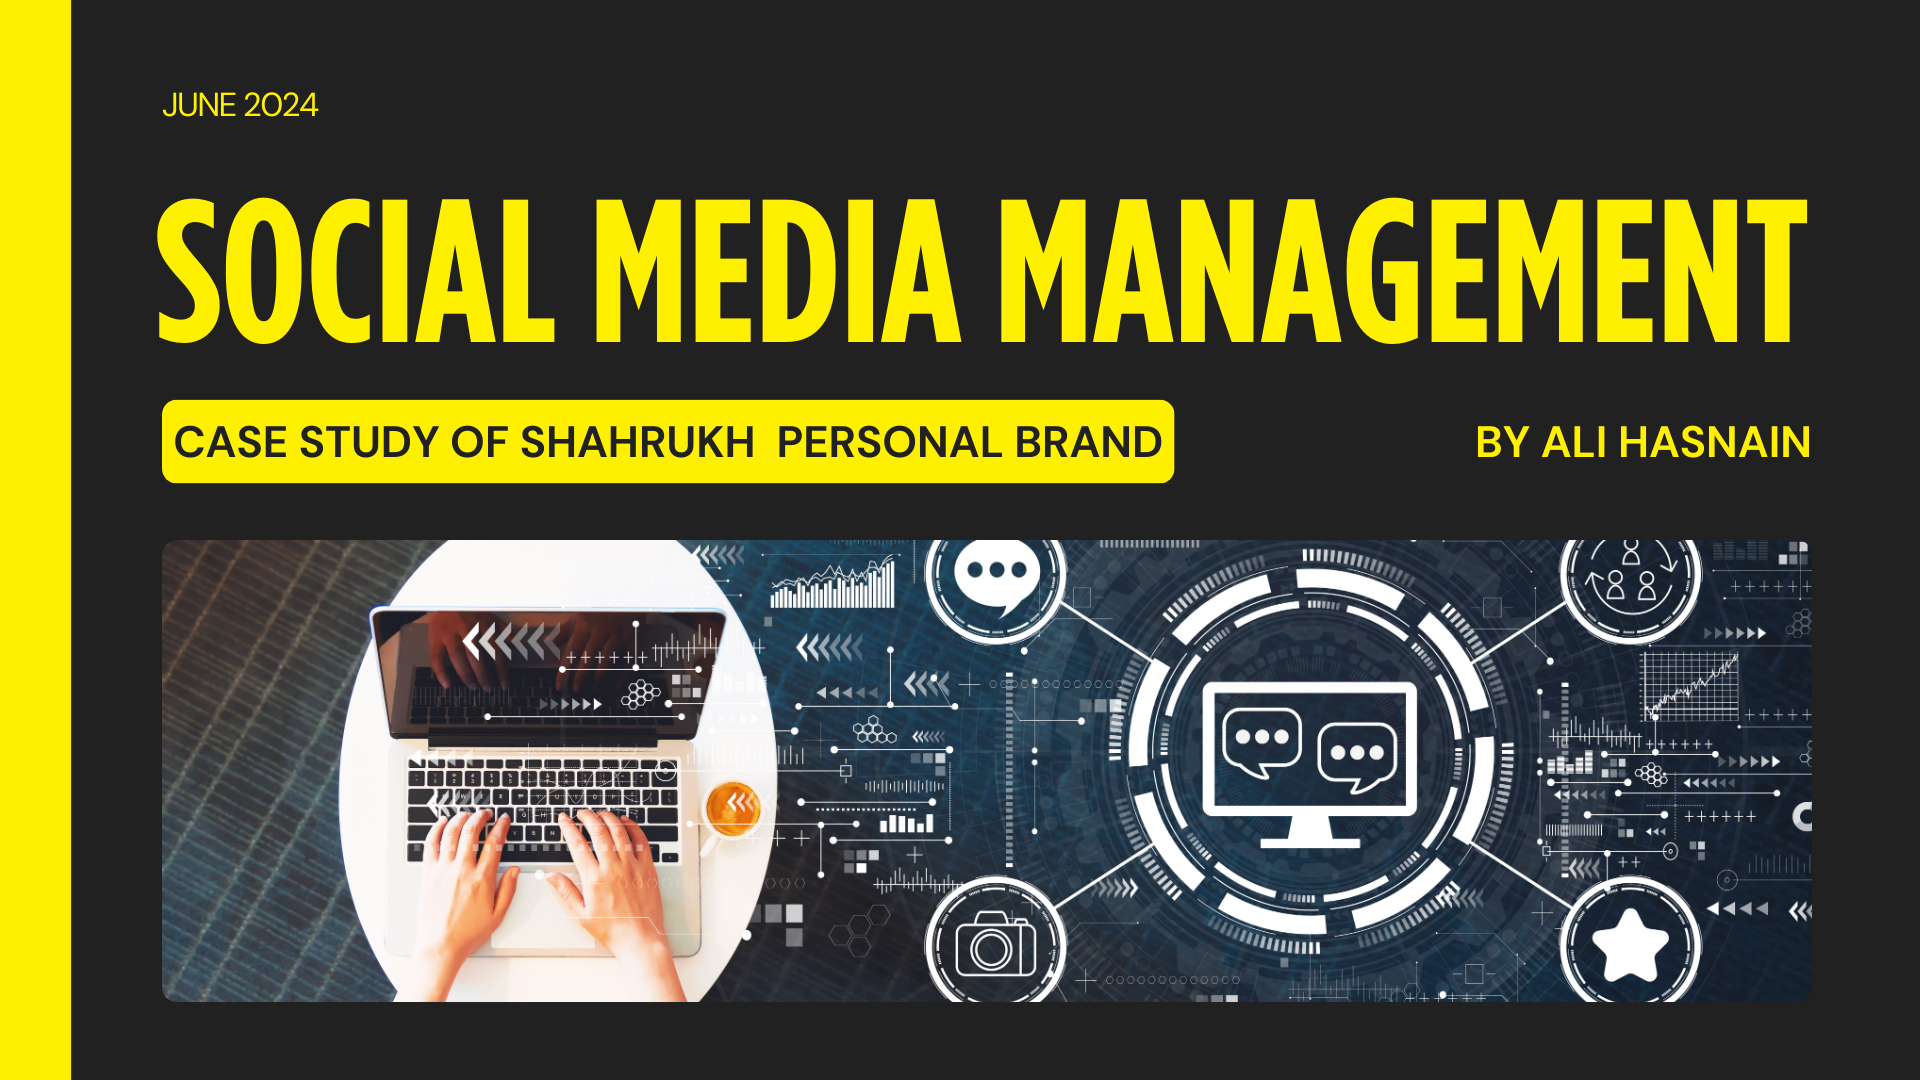 JUNE 2024
SOCIAL MEDIA MANAGEMENT
CASE STUDY OF SHAHRUKH  PERSONAL BRAND
BY ALI HASNAIN